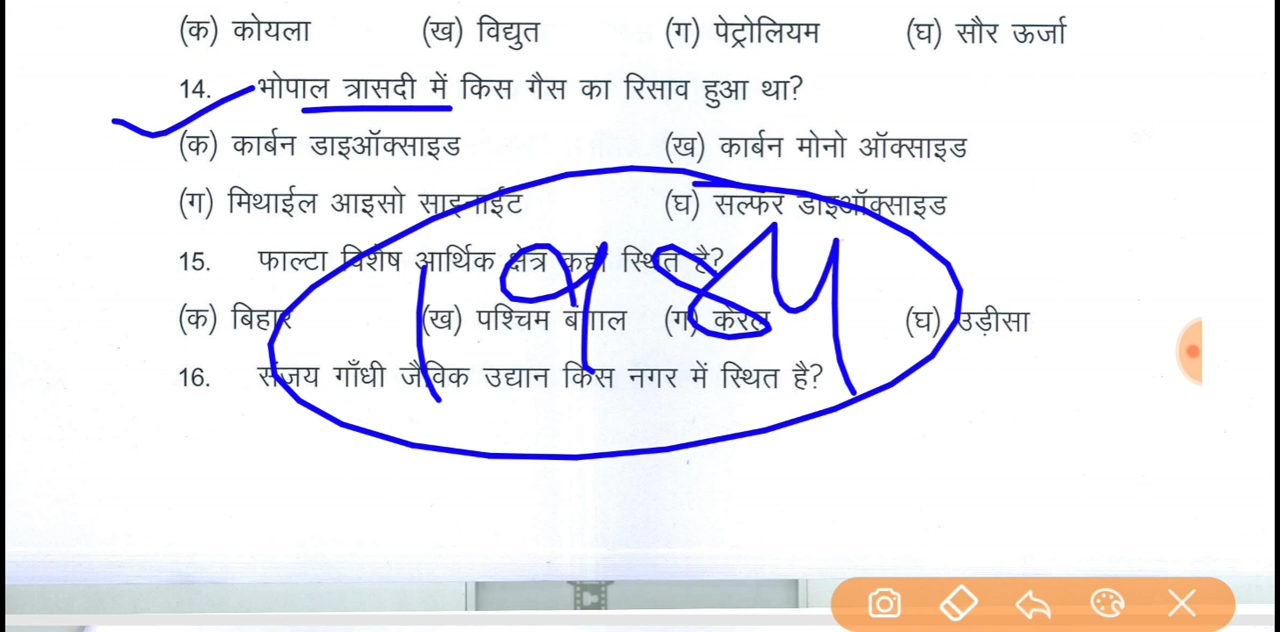 (क) कोयला (ख) विद्युत (ग) पेट्रोलियम (घ) सौर ऊर्जा
14. भोपाल त्रासदी में किस गैस का रिसाव हुआ था?
(क) कार्बन डाइऑक्साइड (ख) कार्बन मोनो ऑक्साइड
(ग) मिथाईल आइसो साइनाईट (घ) सल्फर डाइऑक्साइड
15. फाल्टा विशेष आर्थिक क्षेत्र कहाँ स्थित है?
(क) बिहार (ख) पश्चिम बंगाल (ग) केरल (घ) उड़ीसा
1984
16. संजय गाँधी जैविक उद्यान किस नगर में स्थित है?